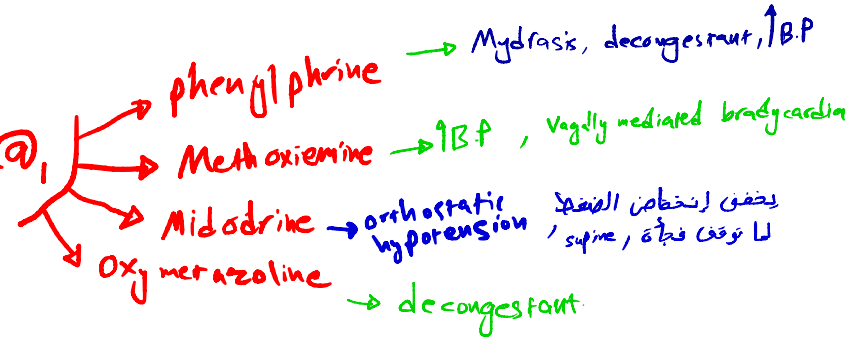 α1
phenylphrine → Mydrasis, decongestant, ↑B.P
Methoxiemine → ↑B.P , Vagally mediated bradycardia
Midodrine → orthostatic hypotension , يخفف إنخفاض الضغط
supine , لما توقف فجأة
Oxymetazoline → decongestant